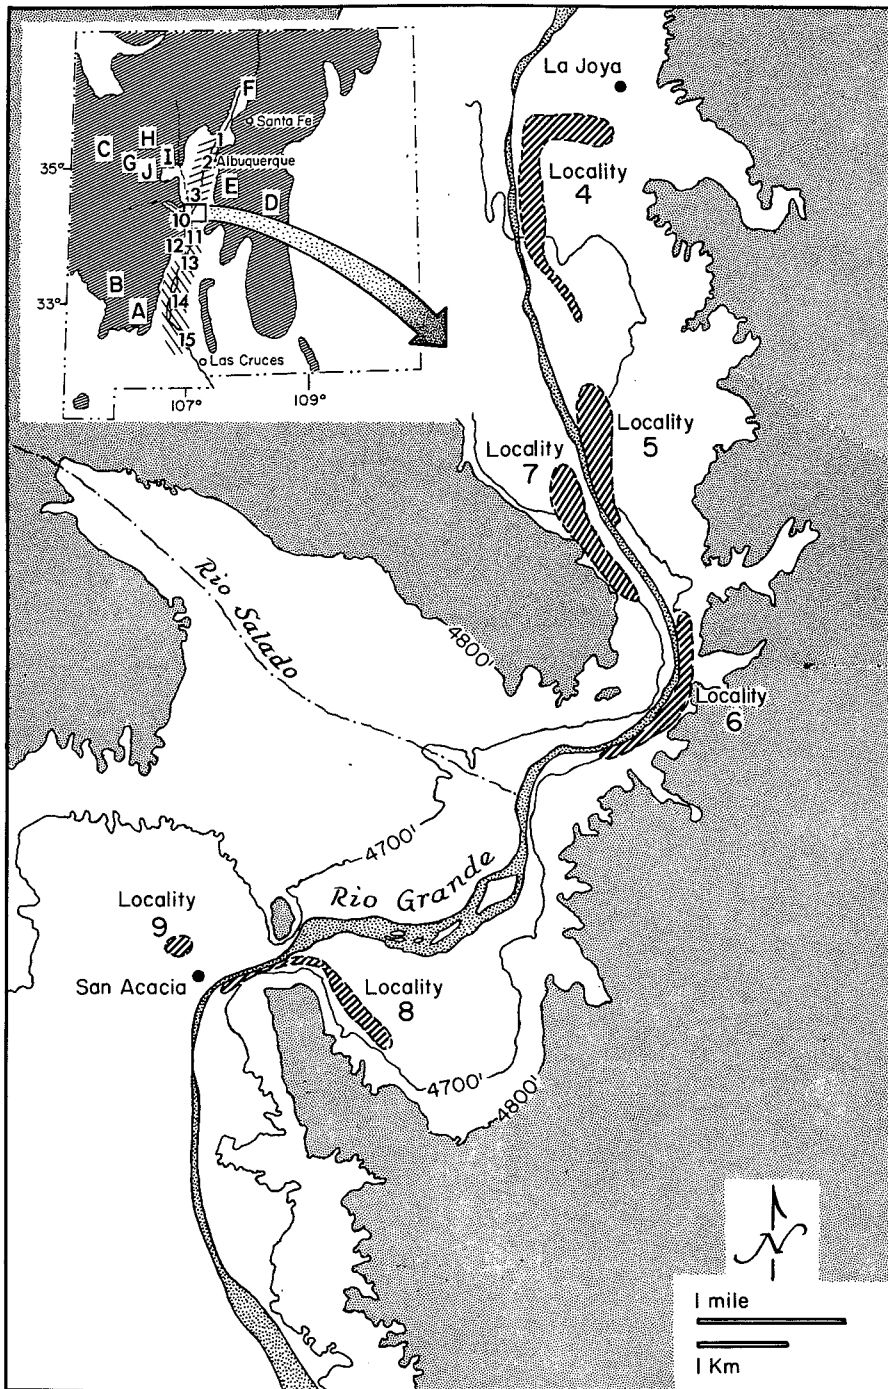 F
Santa Fe
1
H
C
I
35°
G
2
Albuquerque
J
E
3
D
10
11
12
13
B
14
33°
A
15
Las Cruces
107°
109°
La Joya
Locality
4
Locality
5
Locality
7
Rio Salado
4800'
Locality
6
4700'
Rio Grande
Locality
9
San Acacia
Locality
8
4700'
4800'
N
1 mile
1 Km